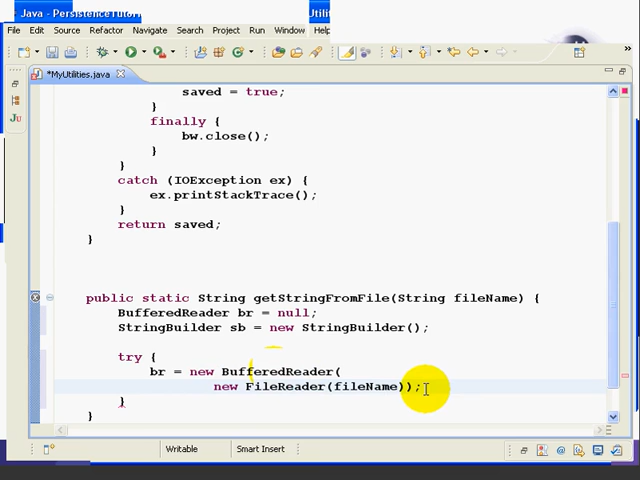 Java - PersistenceTutor
Utili
File Edit Source Refactor Navigate Search Project Run Window Help
*MyUtilities.java
saved = true;
}
finally {
bw.close();
}
}
catch (IOException ex) {
ex.printStackTrace();
}
return saved;
}
public static String getStringFromFile(String fileName) {
BufferedReader br = null;
StringBuilder sb = new StringBuilder();
try {
br = new BufferedReader(
new FileReader(fileName));
}
}
Writable Smart Insert